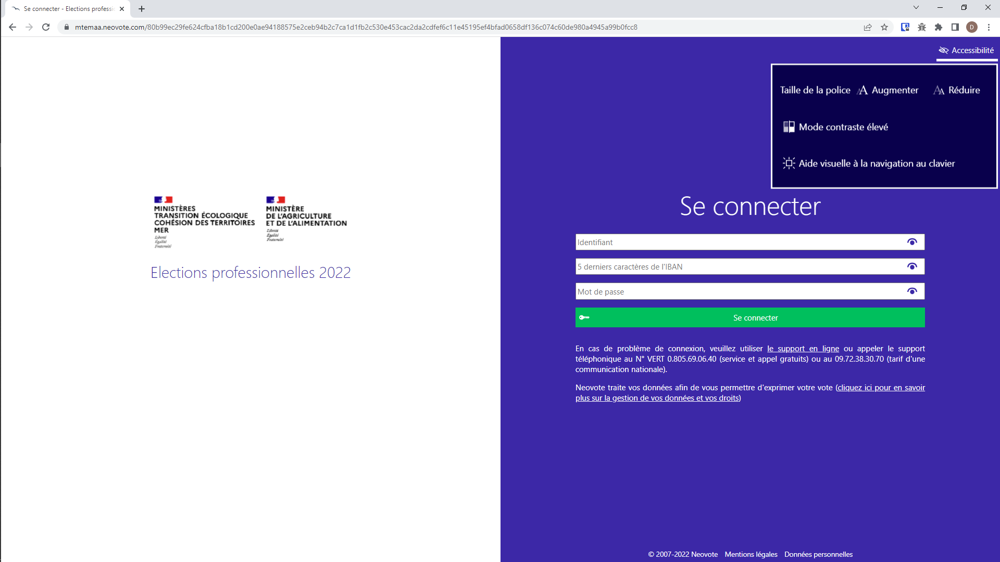 Se connecter - Elections professi
mtemaa.neovote.com/80b99ec29fe624cfba18b1cd200e0ae94188575e2ceb94b2c7ca1d1fb2c530e453cac2da2cdfef6c11e45195ef4bfad0658df136c074c60de980a4945a99b0fcc8
D
Accessibilité
Taille de la police AA Augmenter AA Réduire
Mode contraste élevé
Aide visuelle à la navigation au clavier
MINISTÈRES
TRANSITION ÉCOLOGIQUE
COHÉSION DES TERRITOIRES
MER
Liberté
Égalité
Fraternité
MINISTÈRE
DE L'AGRICULTURE
ET DE L'ALIMENTATION
Liberté
Égalité
Fraternité
Elections professionnelles 2022
Se connecter
Identifiant
5 derniers caractères de l'IBAN
Mot de passe
Se connecter
En cas de problème de connexion, veuillez utiliser le support en ligne ou appeler le support
téléphonique au N° VERT 0.805.69.06.40 (service et appel gratuits) ou au 09.72.38.30.70 (tarif d'une
communication nationale).
Neovote traite vos données afin de vous permettre d'exprimer votre vote (cliquez ici pour en savoir
plus sur la gestion de vos données et vos droits)
© 2007-2022 Neovote Mentions légales Données personnelles